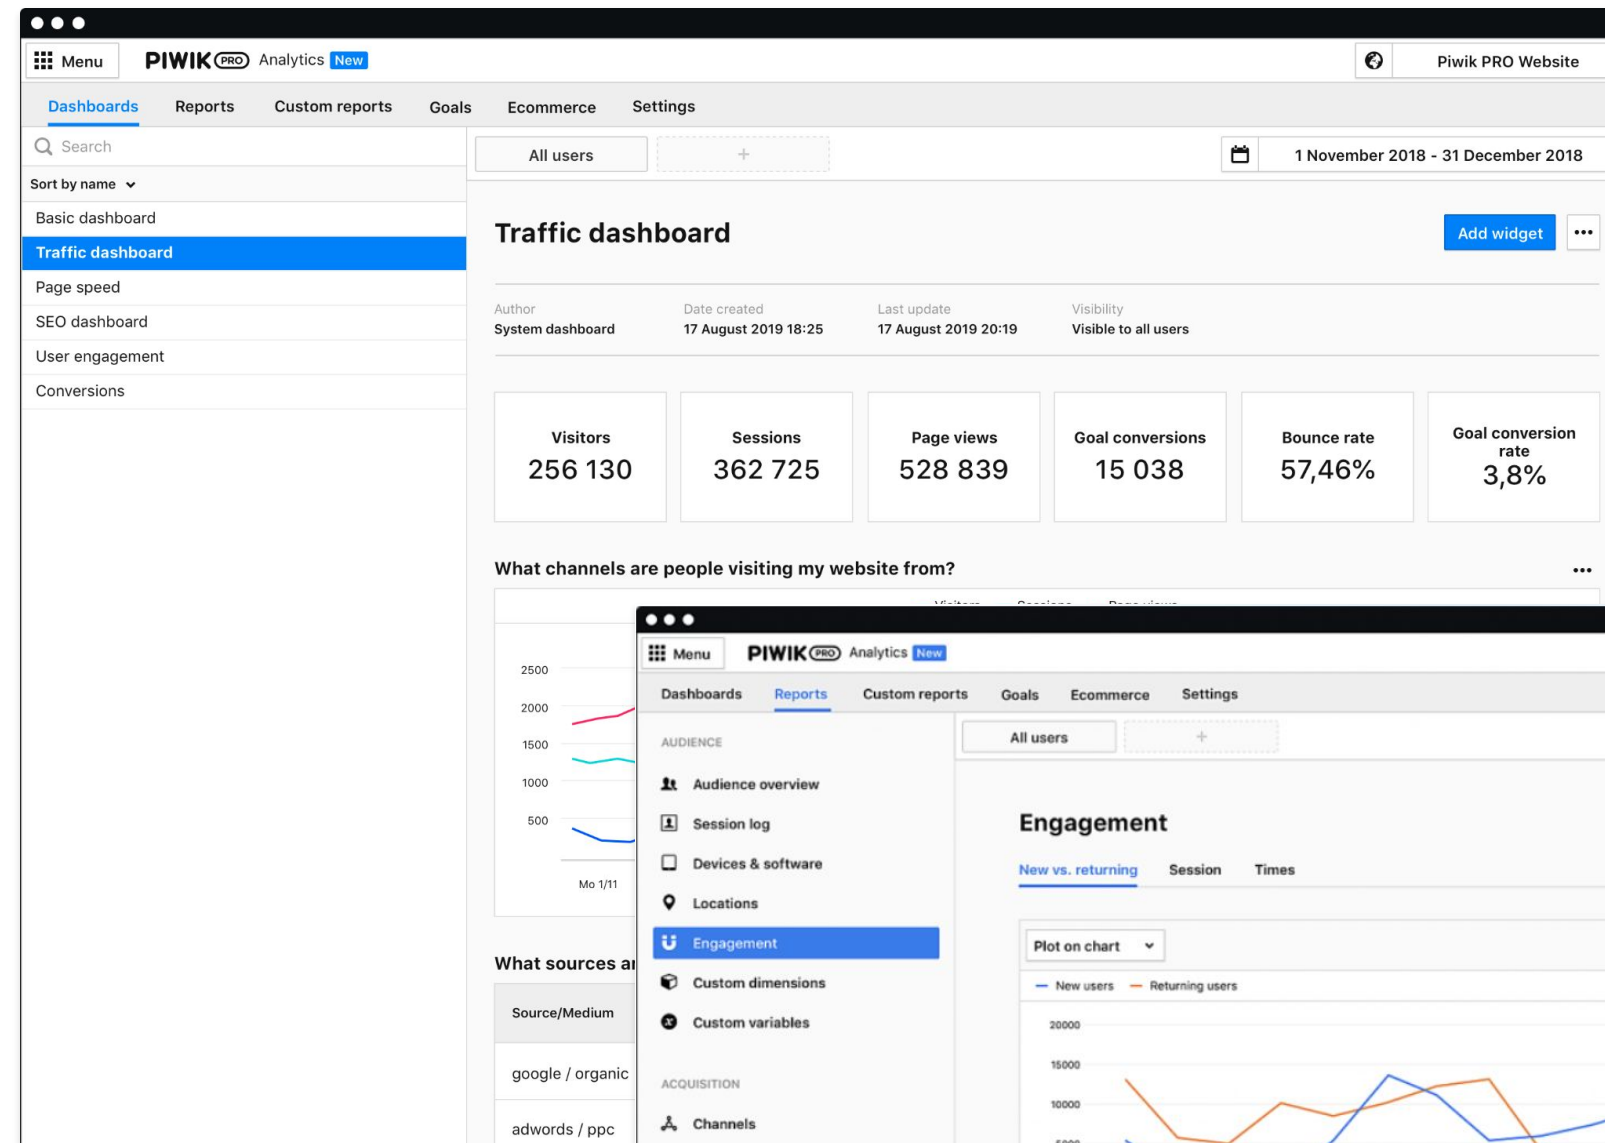 Menu
PIWIK PRO Analytics New
Piwik PRO Website
Dashboards Reports Custom reports Goals Ecommerce Settings
Search
All users +
1 November 2018 - 31 December 2018
Sort by name
Basic dashboard
Traffic dashboard
Page speed
SEO dashboard
User engagement
Conversions
Traffic dashboard
Add widget
Author Date created Last update Visibility
System dashboard 17 August 2019 18:25 17 August 2019 20:19 Visible to all users
Visitors
256 130
Sessions
362 725
Page views
528 839
Goal conversions
15 038
Bounce rate
57,46%
Goal conversion
rate
3,8%
What channels are people visiting my website from?
Visitors Sessions Page views
2500
2000
1500
1000
500
Mo 1/11
What sources
Source/Medium
google / organic
adwords / ppc
Menu
PIWIK PRO Analytics New
Dashboards Reports Custom reports Goals Ecommerce Settings
All users +
AUDIENCE
Audience overview
Session log
Devices & software
Locations
Engagement
Custom dimensions
Custom variables
ACQUISITION
Channels
Engagement
New vs. returning Session Times
Plot on chart
New users Returning users
20000
15000
10000
5000